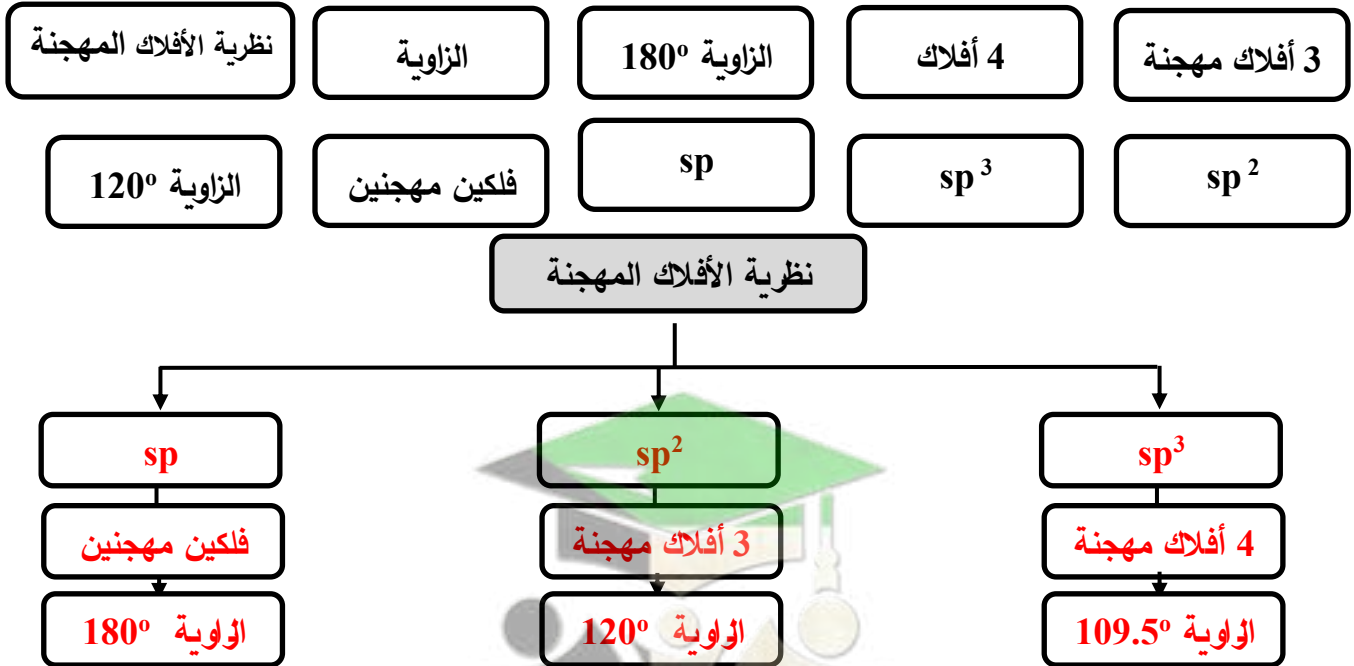 3 أفلاك مهجنة
4 أفلاك
الزاوية 180º
الزاوية
نظرية الأفلاك المهجنة
sp ²
sp ³
sp
فلكين مهجنين
الزاوية 120º
نظرية الأفلاك المهجنة
sp³
sp²
sp
4 أفلاك مهجنة
3 أفلاك مهجنة
فلكين مهجنين
الزاوية 109.5º
الزاوية 120º
الزاوية 180º